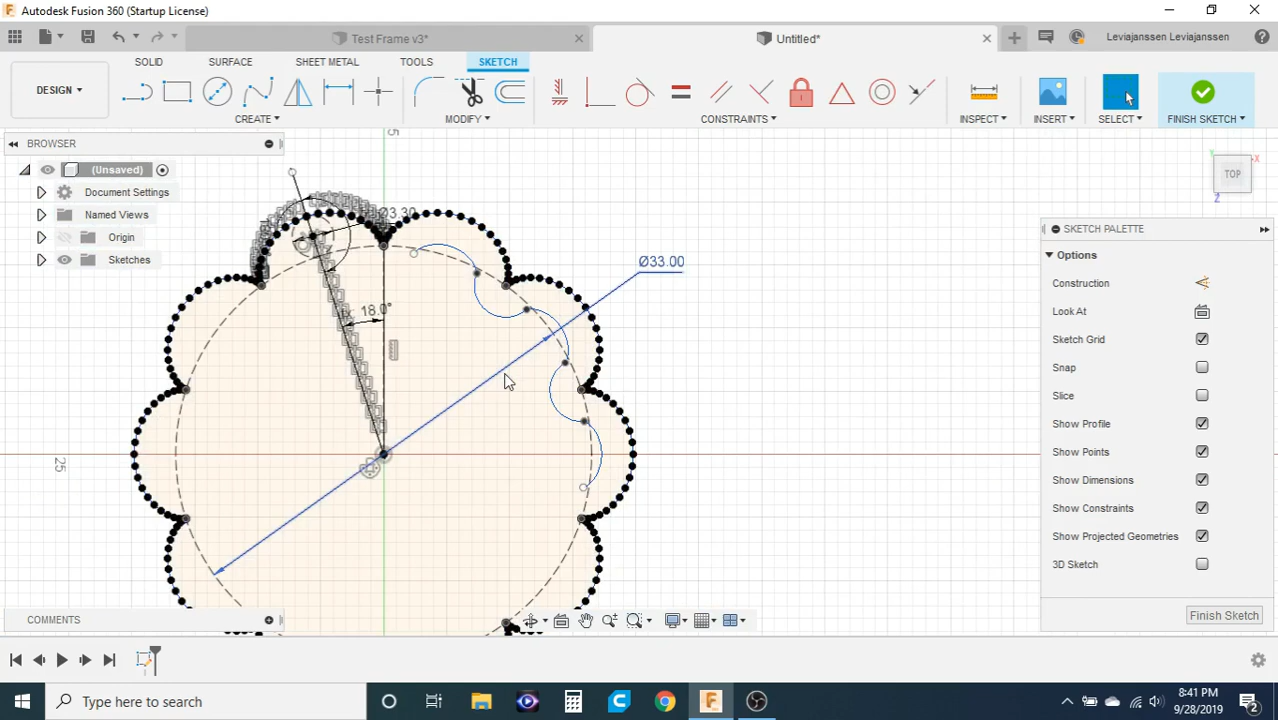 Autodesk Fusion 360 (Startup License)
Test Frame v3*
Untitled*
Leviajanssen Leviajanssen
SOLID
SURFACE
SHEET METAL
TOOLS
SKETCH
DESIGN
CREATE
MODIFY
CONSTRAINTS
INSPECT
INSERT
SELECT
FINISH SKETCH
BROWSER
(Unsaved)
Document Settings
Named Views
Origin
Sketches
5
Ø3.30
Ø33.00
18.0°
25
TOP
Y
X
Z
SKETCH PALETTE
Options
Construction
Look At
Sketch Grid
Snap
Slice
Show Profile
Show Points
Show Dimensions
Show Constraints
Show Projected Geometries
3D Sketch
Finish Sketch
COMMENTS
Type here to search
8:41 PM
9/28/2019
2